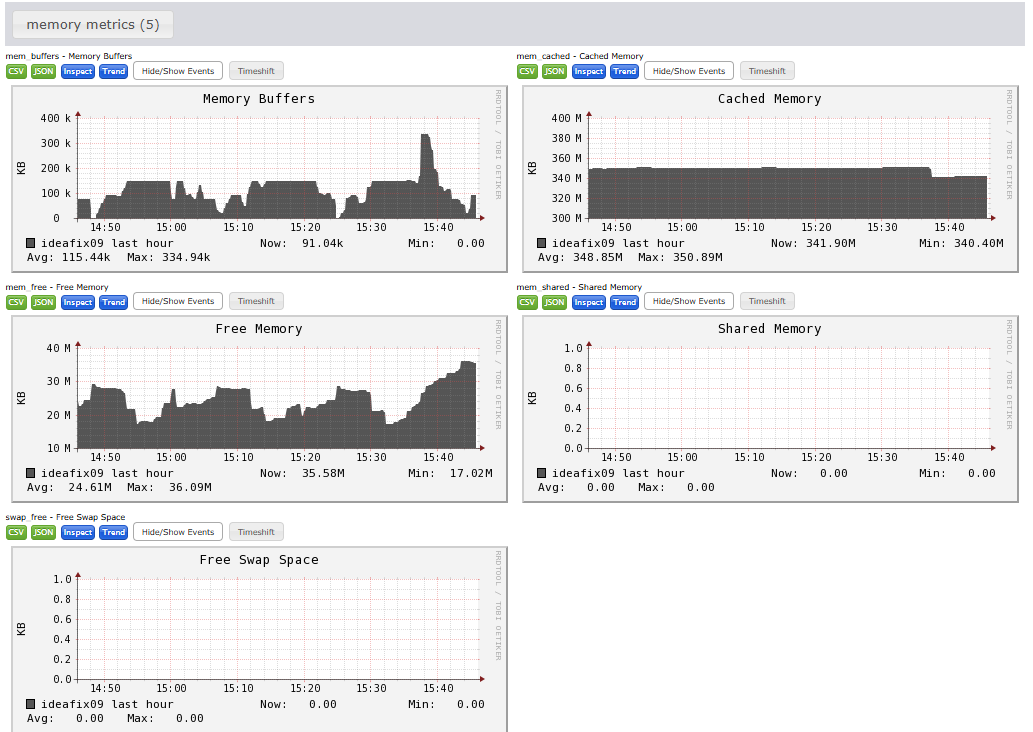 memory metrics (5)
mem_buffers - Memory Buffers
CSV JSON Inspect Trend Hide/Show Events Timeshift
Memory Buffers
RRDTOOL / TOBI OETIKER
KB
400 k
300 k
200 k
100 k
0
14:50 15:00 15:10 15:20 15:30 15:40
ideafix09 last hour Now: 91.04k Min: 0.00
Avg: 115.44k Max: 334.94k
mem_cached - Cached Memory
CSV JSON Inspect Trend Hide/Show Events Timeshift
Cached Memory
RRDTOOL / TOBI OETIKER
KB
400 M
380 M
360 M
340 M
320 M
300 M
14:50 15:00 15:10 15:20 15:30 15:40
ideafix09 last hour Now: 341.90M Min: 340.40M
Avg: 348.85M Max: 350.89M
mem_free - Free Memory
CSV JSON Inspect Trend Hide/Show Events Timeshift
Free Memory
RRDTOOL / TOBI OETIKER
KB
40 M
30 M
20 M
10 M
14:50 15:00 15:10 15:20 15:30 15:40
ideafix09 last hour Now: 35.58M Min: 17.02M
Avg: 24.61M Max: 36.09M
mem_shared - Shared Memory
CSV JSON Inspect Trend Hide/Show Events Timeshift
Shared Memory
RRDTOOL / TOBI OETIKER
KB
1.0
0.8
0.6
0.4
0.2
0.0
14:50 15:00 15:10 15:20 15:30 15:40
ideafix09 last hour Now: 0.00 Min: 0.00
Avg: 0.00 Max: 0.00
swap_free - Free Swap Space
CSV JSON Inspect Trend Hide/Show Events Timeshift
Free Swap Space
RRDTOOL / TOBI OETIKER
KB
1.0
0.8
0.6
0.4
0.2
0.0
14:50 15:00 15:10 15:20 15:30 15:40
ideafix09 last hour Now: 0.00 Min: 0.00
Avg: 0.00 Max: 0.00